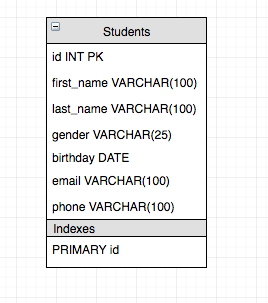 Students
id INT PK
first_name VARCHAR(100)
last_name VARCHAR(100)
gender VARCHAR(25)
birthday DATE
email VARCHAR(100)
phone VARCHAR(100)
Indexes
PRIMARY id